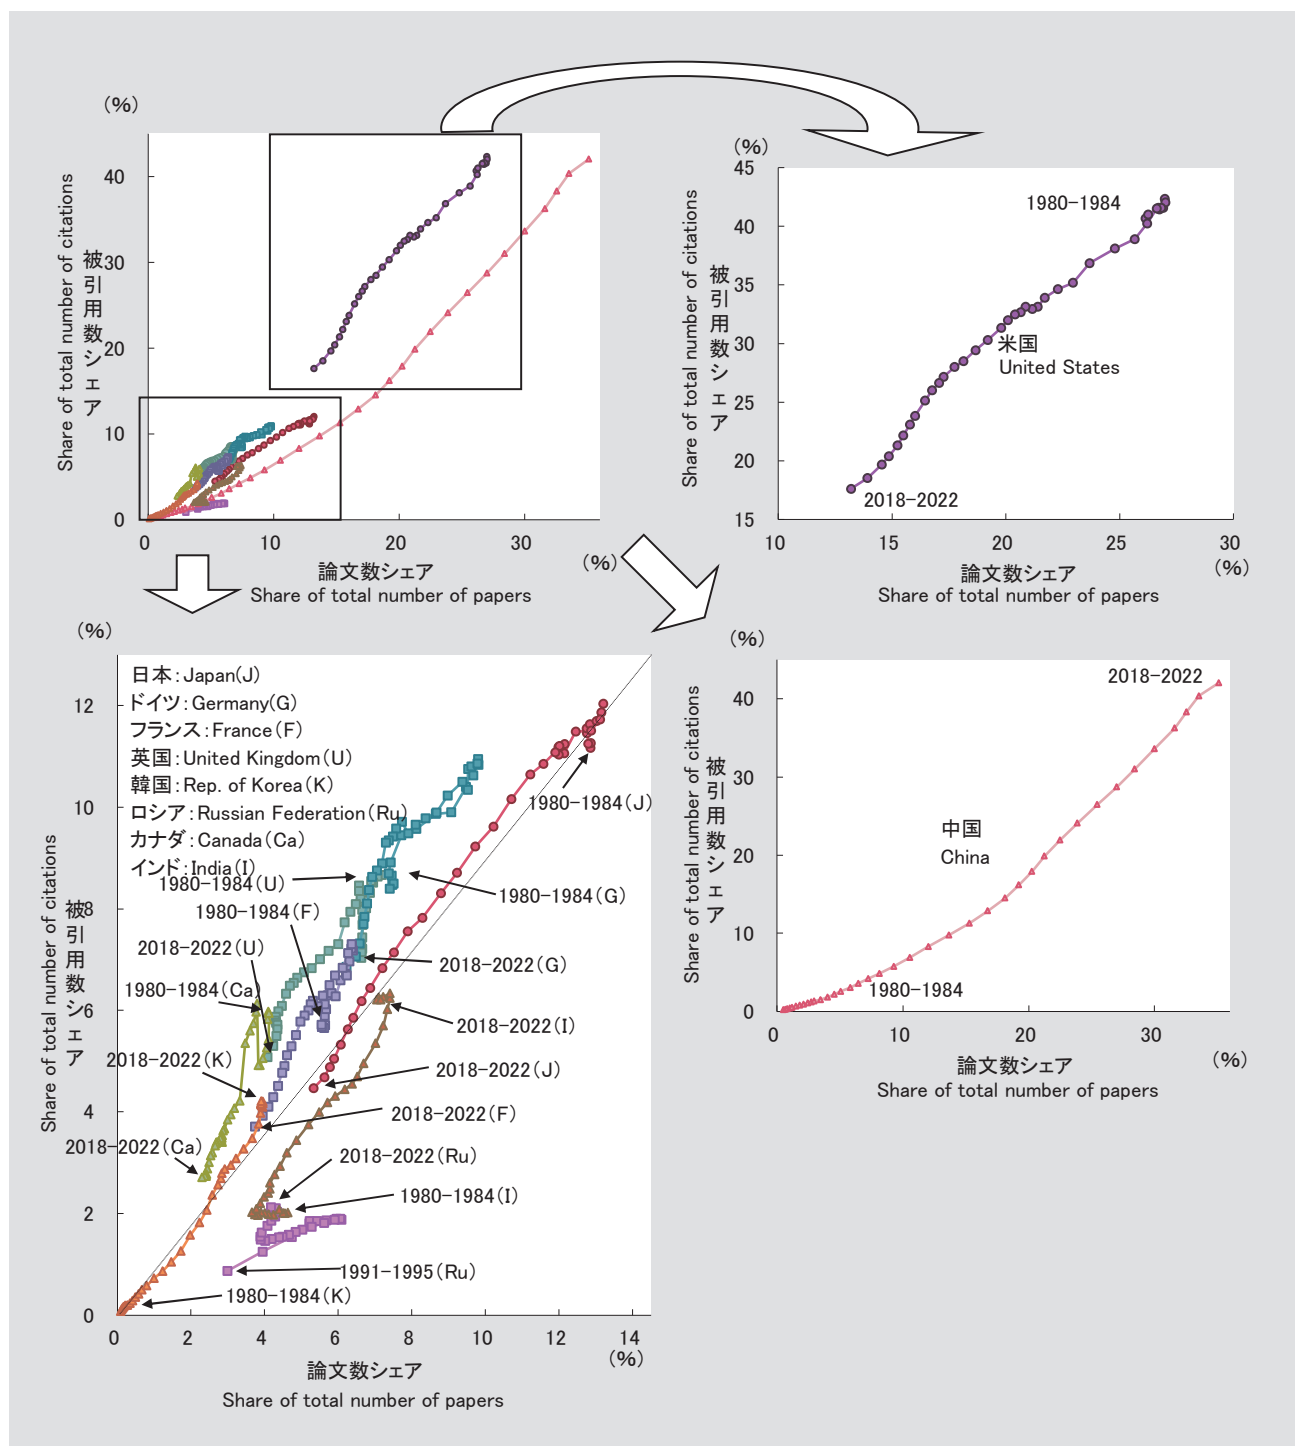 (%)
40
30
20
10
0
Share of total number of citations
被引用数シェア
0
10
20
30
(%)
論文数シェア
Share of total number of papers
(%)
45
40
35
30
25
20
15
Share of total number of citations
被引用数シェア
1980-1984
米国
United States
2018-2022
10
15
20
25
30
(%)
論文数シェア
Share of total number of papers
(%)
12
10
8
6
4
2
0
Share of total number of citations
被引用数シェア
日本:Japan(J)
ドイツ:Germany(G)
フランス:France(F)
英国:United Kingdom(U)
韓国:Rep. of Korea(K)
ロシア:Russian Federation(Ru)
カナダ:Canada(Ca)
インド:India(I)
1980-1984(J)
1980-1984(U)
1980-1984(G)
1980-1984(F)
2018-2022(U)
2018-2022(G)
1980-1984(Ca)
2018-2022(I)
2018-2022(K)
2018-2022(J)
2018-2022(F)
2018-2022(Ca)
2018-2022(Ru)
1980-1984(I)
1991-1995(Ru)
1980-1984(K)
0
2
4
6
8
10
12
14
(%)
論文数シェア
Share of total number of papers
(%)
40
30
20
10
0
Share of total number of citations
被引用数シェア
2018-2022
中国
China
1980-1984
0
10
20
30
(%)
論文数シェア
Share of total number of papers